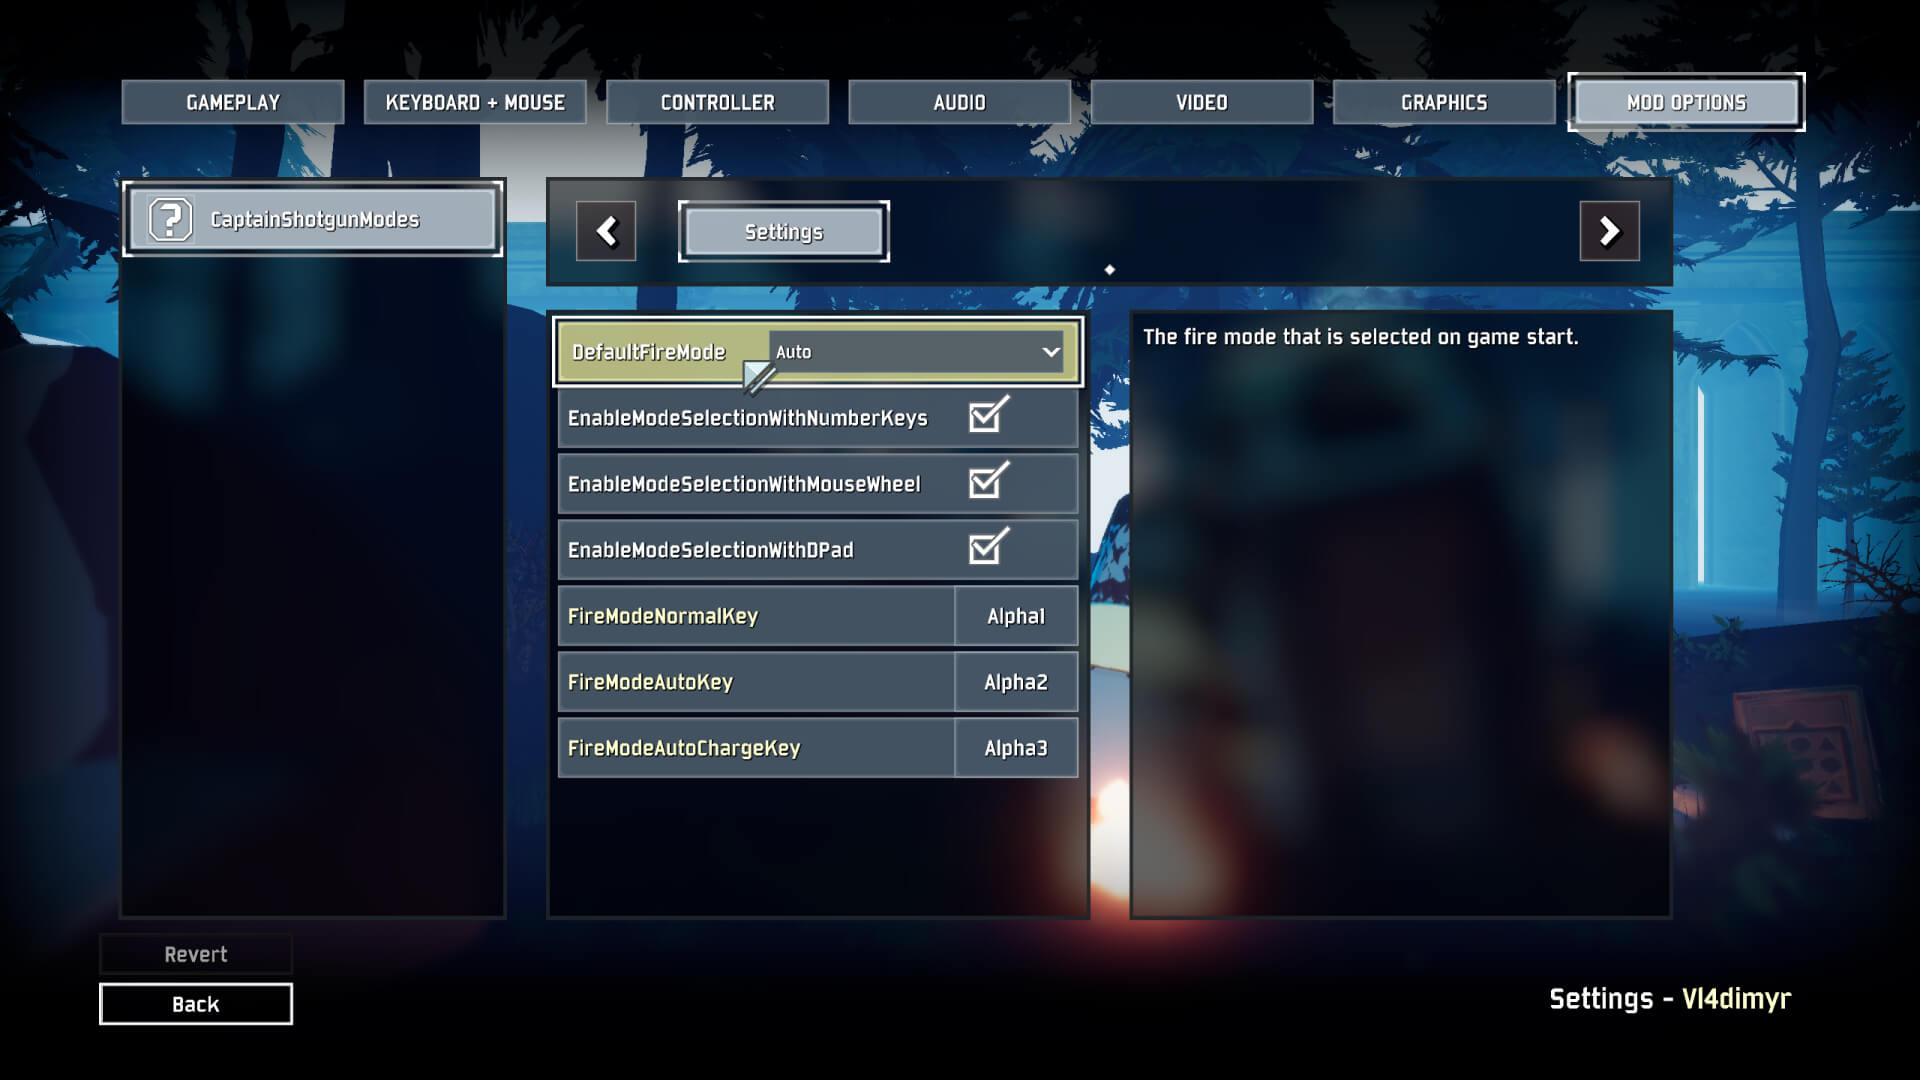 GAMEPLAY
KEYBOARD + MOUSE
CONTROLLER
AUDIO
VIDEO
GRAPHICS
MOD OPTIONS
CaptainShotgunModes
Settings
DefaultFireMode
Auto
The fire mode that is selected on game start.
EnableModeSelectionWithNumberKeys
EnableModeSelectionWithMouseWheel
EnableModeSelectionWithDPad
FireModeNormalKey
Alpha1
FireModeAutoKey
Alpha2
FireModeAutoChargeKey
Alpha3
Revert
Back
Settings - Vl4dimyr